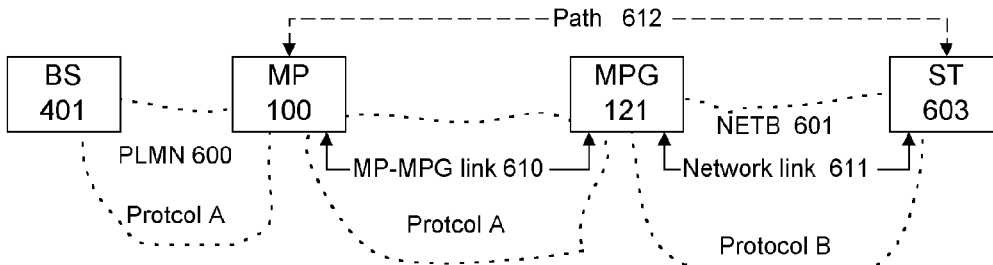 Path 612
BS
401
MP
100
MPG
121
ST
603
PLMN 600
NETB 601
MP-MPG link 610
Network link 611
Protcol A
Protcol A
Protocol B